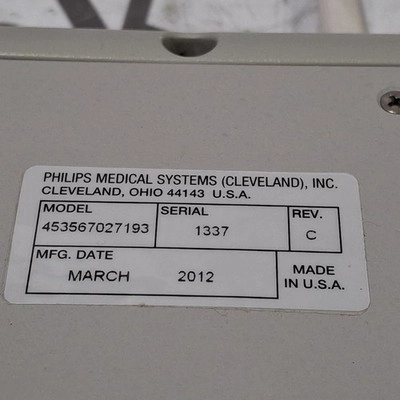 PHILIPS MEDICAL SYSTEMS (CLEVELAND), INC.
CLEVELAND, OHIO 44143 U.S.A.
MODEL SERIAL REV.
453567027193 1337 C
MFG. DATE
MARCH 2012
MADE
IN U.S.A.